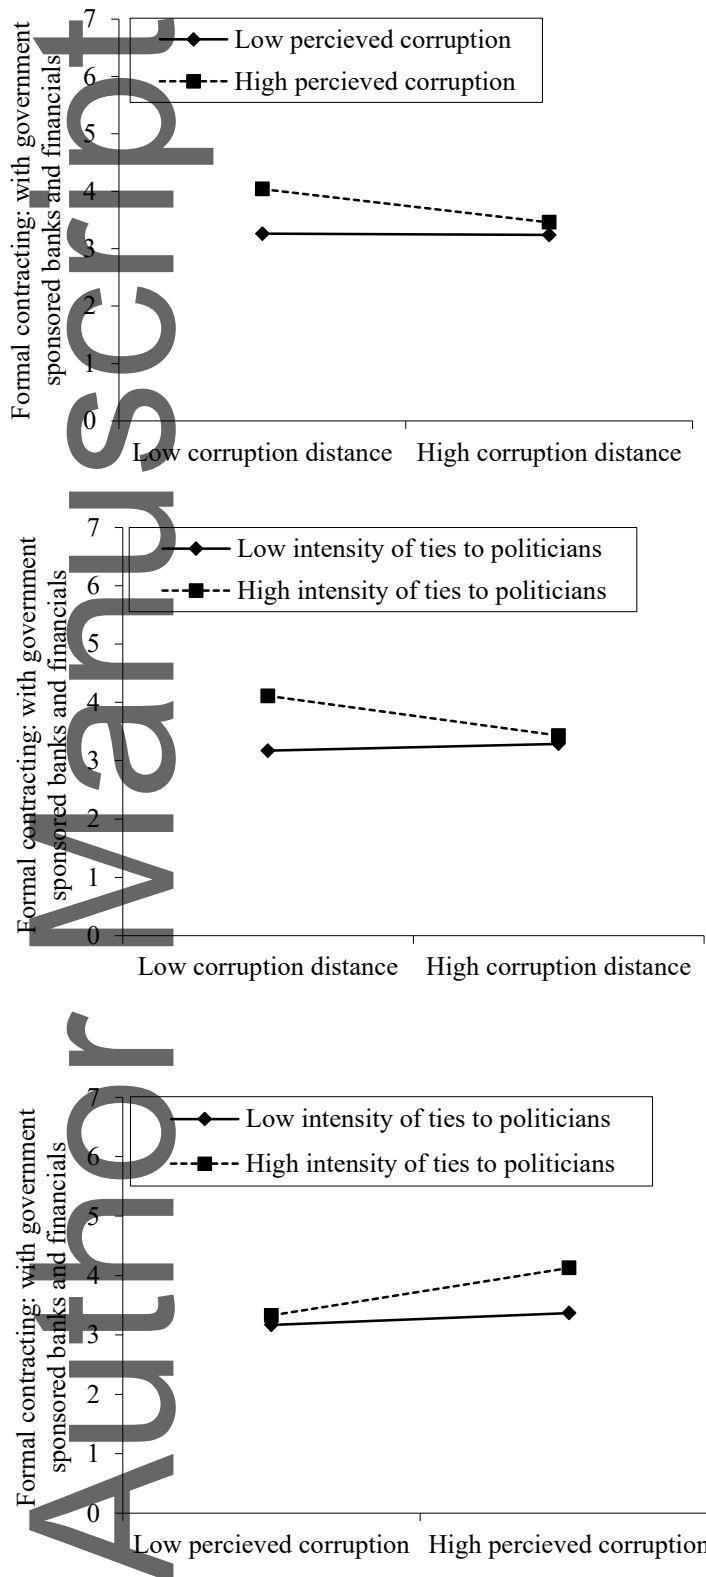 Formal contracting: with government
sponsored banks and financials
7
6
5
4
3
2
1
0
Low percieved corruption
High percieved corruption
Low corruption distance
High corruption distance
Formal contracting: with government
sponsored banks and financials
7
6
5
4
3
2
1
0
Low intensity of ties to politicians
High intensity of ties to politicians
Low corruption distance
High corruption distance
Formal contracting: with government
sponsored banks and financials
7
6
5
4
3
2
1
0
Low intensity of ties to politicians
High intensity of ties to politicians
Low percieved corruption
High percieved corruption
Author Manuscript